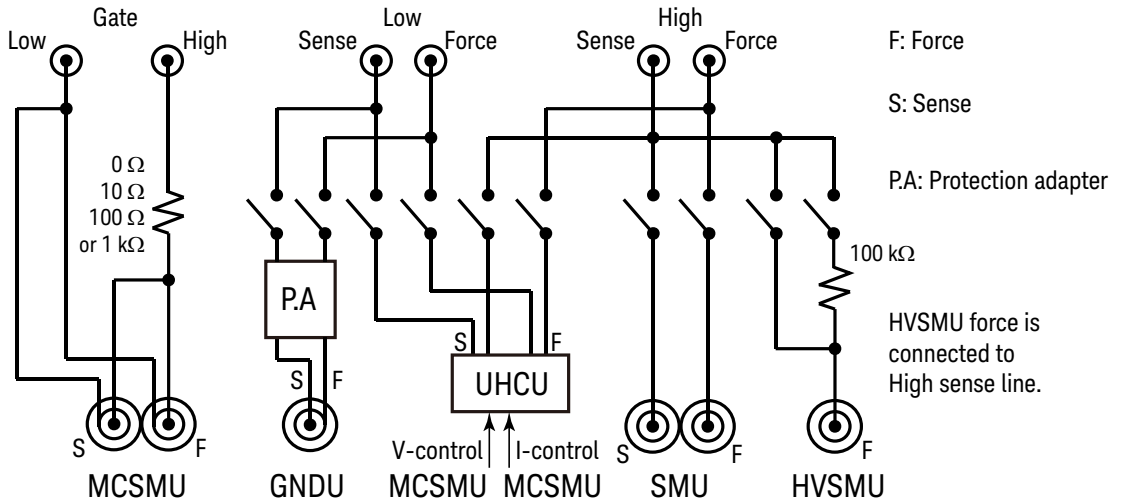 Gate
Low
High
Low
Sense
Force
High
Sense
Force
F: Force
S: Sense
P.A: Protection adapter
0 Ω
10 Ω
100 Ω
or 1 kΩ
100 kΩ
P.A
S
F
S
F
UHCU
HVSMU force is
connected to
High sense line.
V-control
I-control
S
F
S
F
F
MCSMU
GNDU
MCSMU
MCSMU
SMU
HVSMU